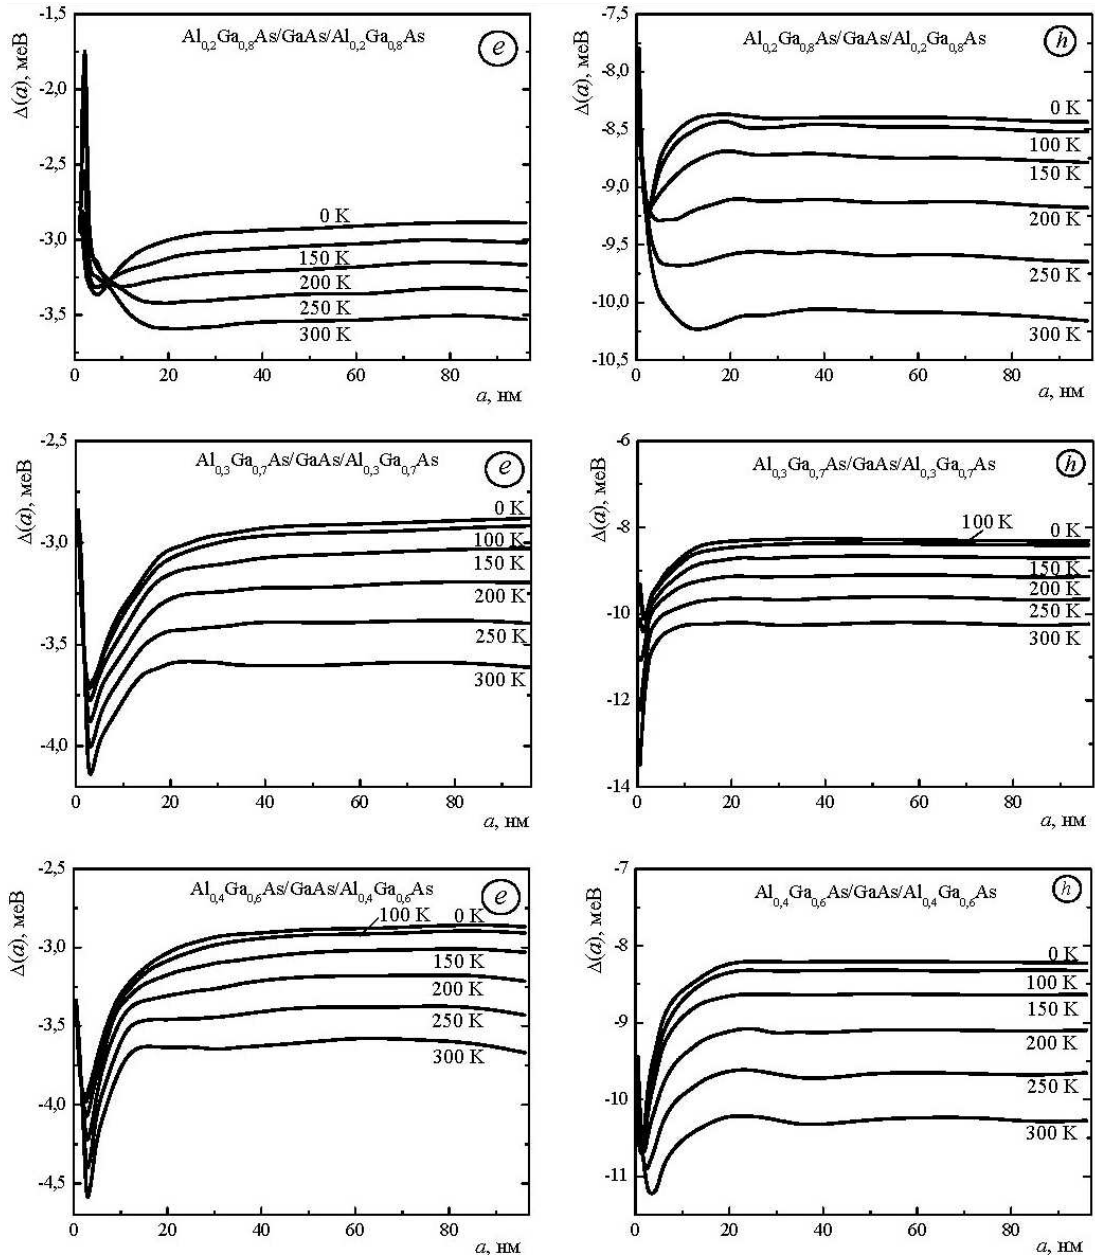 Al0,2Ga0,8As/GaAs/Al0,2Ga0,8As
e
Δ(a), меВ
-1,5
-2,0
-2,5
-3,0
-3,5
0 K
150 K
200 K
250 K
300 K
0 20 40 60 80
a, нм
Al0,2Ga0,8As/GaAs/Al0,2Ga0,8As
h
Δ(a), меВ
-7,5
-8,0
-8,5
-9,0
-9,5
-10,0
-10,5
0 K
100 K
150 K
200 K
250 K
300 K
0 20 40 60 80
a, нм
Al0,3Ga0,7As/GaAs/Al0,3Ga0,7As
e
Δ(a), меВ
-2,5
-3,0
-3,5
-4,0
0 K
100 K
150 K
200 K
250 K
300 K
0 20 40 60 80
a, нм
Al0,3Ga0,7As/GaAs/Al0,3Ga0,7As
h
Δ(a), меВ
-6
-8
-10
-12
-14
100 K
0 K
150 K
200 K
250 K
300 K
0 20 40 60 80
a, нм
Al0,4Ga0,6As/GaAs/Al0,4Ga0,6As
e
Δ(a), меВ
-2,5
-3,0
-3,5
-4,0
-4,5
100 K
0 K
150 K
200 K
250 K
300 K
0 20 40 60 80
a, нм
Al0,4Ga0,6As/GaAs/Al0,4Ga0,6As
h
Δ(a), меВ
-7
-8
-9
-10
-11
0 K
100 K
150 K
200 K
250 K
300 K
0 20 40 60 80
a, нм